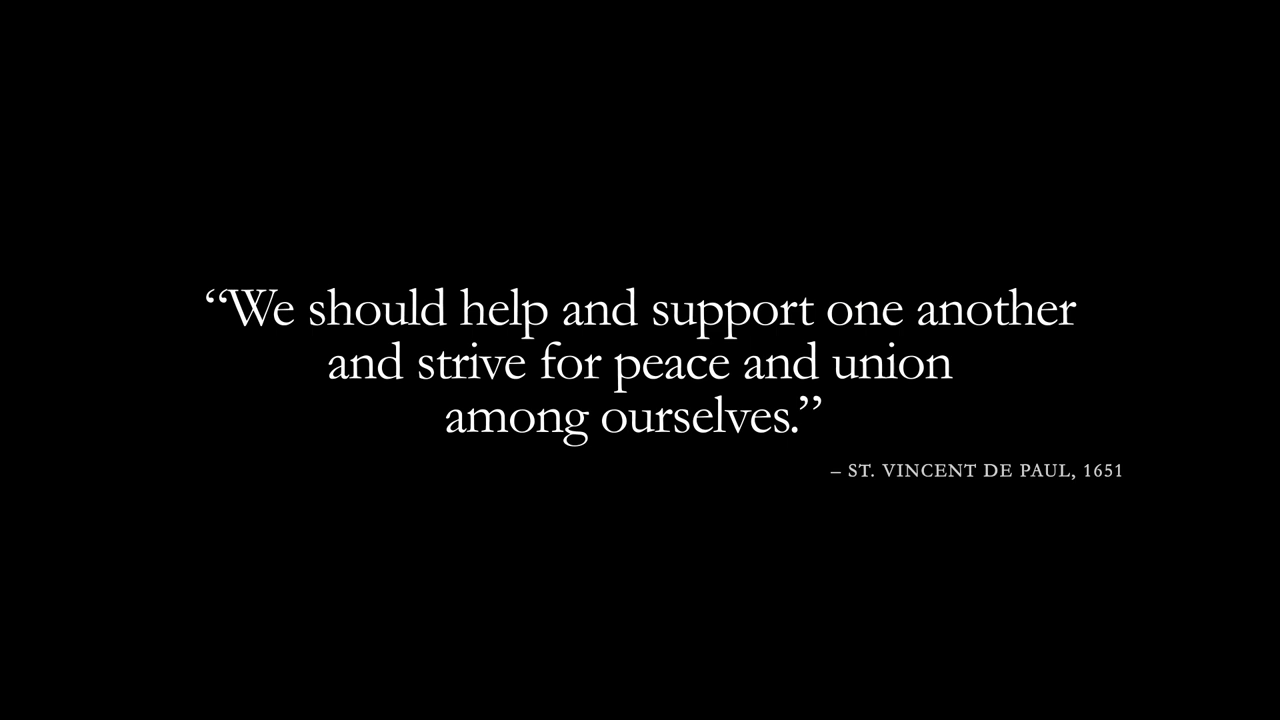 “We should help and support one another
and strive for peace and union
among ourselves.”
– ST. VINCENT DE PAUL, 1651